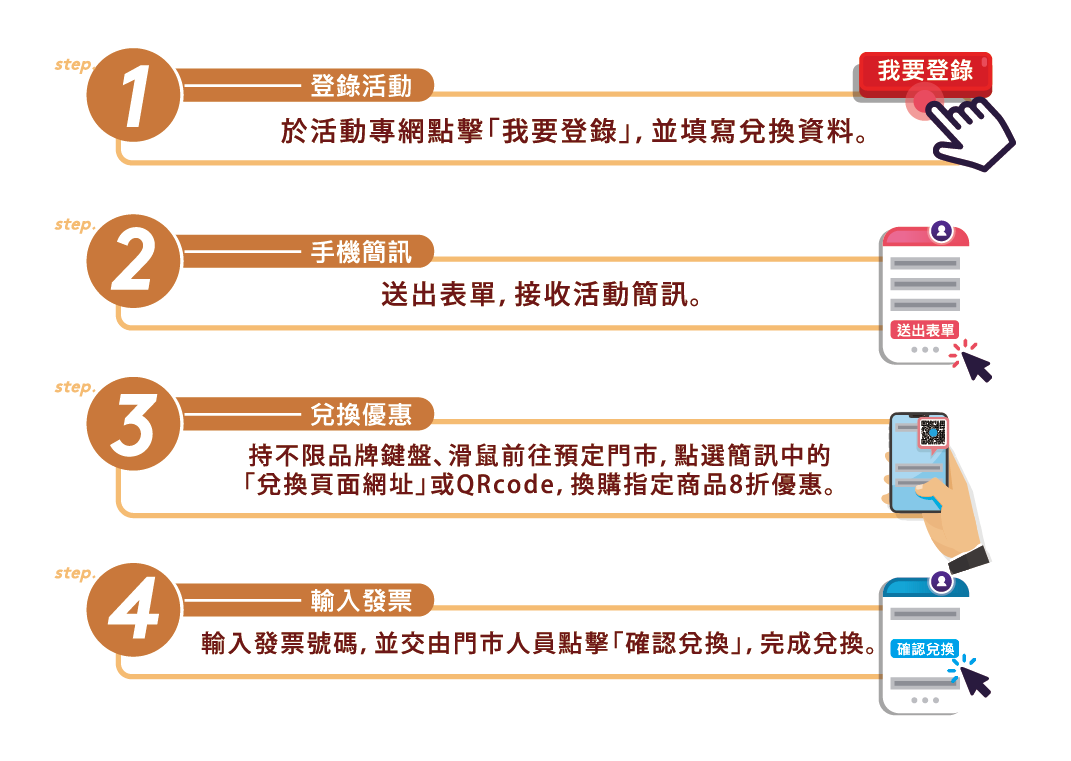 step.
1
登錄活動
我要登錄
於活動專網點擊「我要登錄」, 並填寫兌換資料。
step.
2
手機簡訊
送出表單, 接收活動簡訊。
送出表單
step.
3
兌換優惠
持不限品牌鍵盤、滑鼠前往預定門市, 點選簡訊中的
「兌換頁面網址」或QRcode, 換購指定商品8折優惠。
step.
4
輸入發票
輸入發票號碼, 並交由門市人員點擊「確認兌換」, 完成兌換。
確認兌換